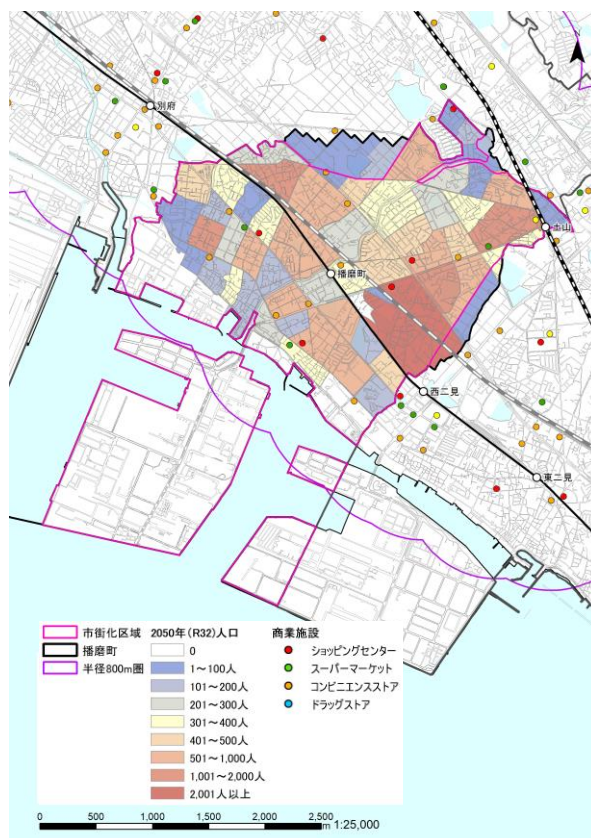 別府
土山
播磨町
西二見
東二見
市街化区域
播磨町
半径800m圏
2050年(R32)人口
0
1～100人
101～200人
201～300人
301～400人
401～500人
501～1,000人
1,001～2,000人
2,001人以上
商業施設
ショッピングセンター
スーパーマーケット
コンビニエンスストア
ドラッグストア
0 500 1,000 1,500 2,000 2,500 m 1:25,000